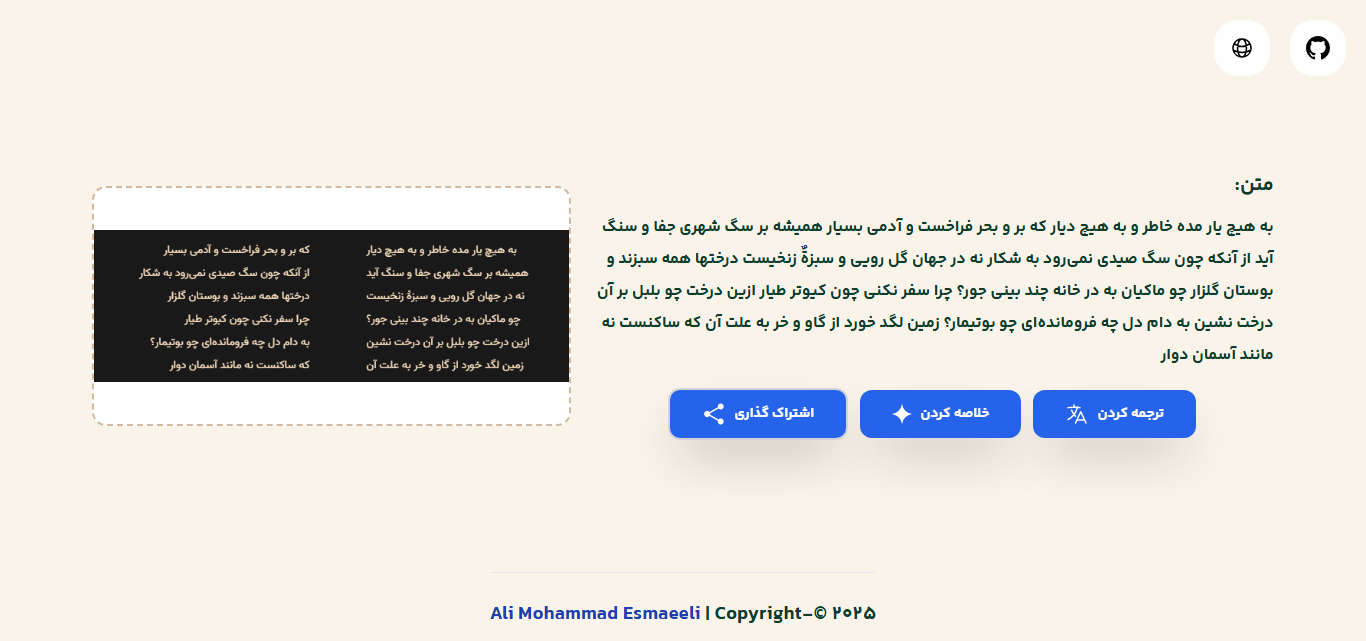 متن:
به هیچ یار مده خاطر و به هیچ دیار که بر و بحر فراخست و آدمی بسیار همیشه بر سگ شهری جفا و سنگ
آید از آنکه چون سگ صیدی نمی‌رود به شکار نه در جهان گل رویی و سبزهٌ زنخیست درختها همه سبزند و
بوستان گلزار چو ماکیان به در خانه چند بینی جور؟ چرا سفر نکنی چون کیوتر طیار ازین درخت چو بلبل بر آن
درخت نشین به دام دل چه فرومانده‌ای چو بوتیمار؟ زمین لگد خورد از گاو و خر به علت آن که ساکنست نه
مانند آسمان دوار
ترجمه کردن
خلاصه کردن
اشتراک گذاری
به هیچ یار مده خاطر و به هیچ دیار
که بر و بحر فراخست و آدمی بسیار
همیشه بر سگ شهری جفا و سنگ آید
از آنکه چون سگ صیدی نمی‌رود به شکار
نه در جهان گل رویی و سبزهٔ زنخیست
درختها همه سبزند و بوستان گلزار
چو ماکیان به در خانه چند بینی جور؟
چرا سفر نکنی چون کبوتر طیار
ازین درخت چو بلبل بر آن درخت نشین
به دام دل چه فرومانده‌ای چو بوتیمار؟
زمین لگد خورد از گاو و خر به علت آن
که ساکنست نه مانند آسمان دوار
Ali Mohammad Esmaeeli | Copyright-© ۲۰۲۵